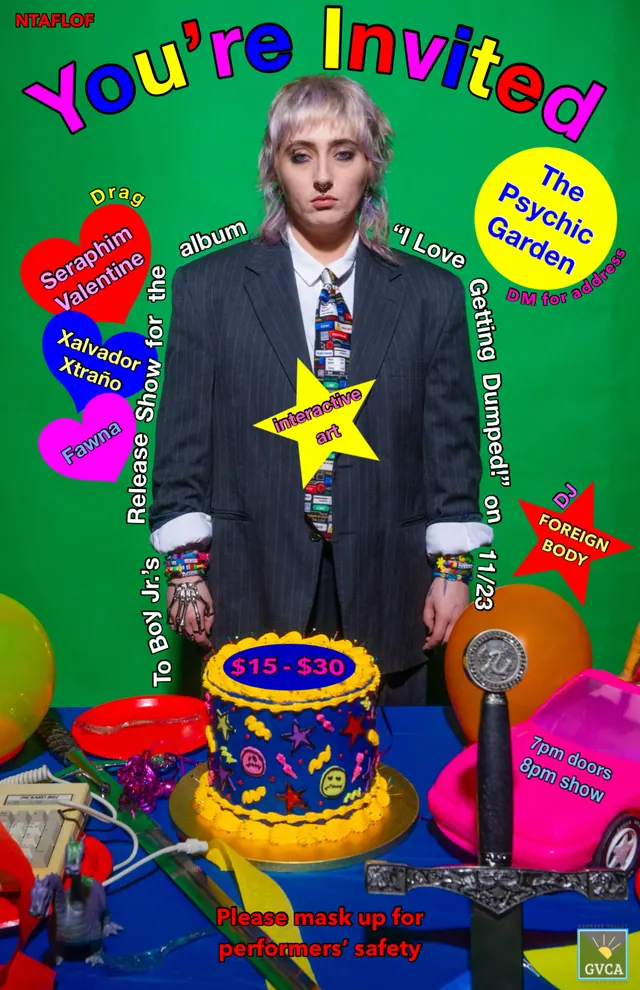 NTAFLOF
You're Invited
The
Psychic
Garden
DM for address
Drag
Seraphim
Valentine
Xalvador
Xtraño
Fawna
To Boy Jr.'s Release Show for the album “I Love Getting Dumped!” on 11/23
interactive
art
DJ
FOREIGN
BODY
$15 - $30
7pm doors
8pm show
PACKARD BELL
Please mask up for
performers' safety
GVCA